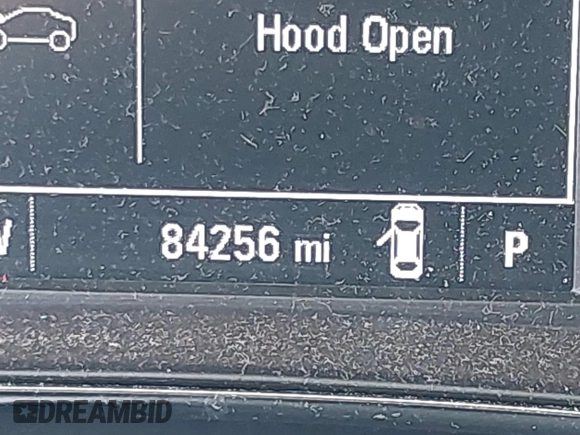 Hood Open
84256 mi
P
DREAMBID